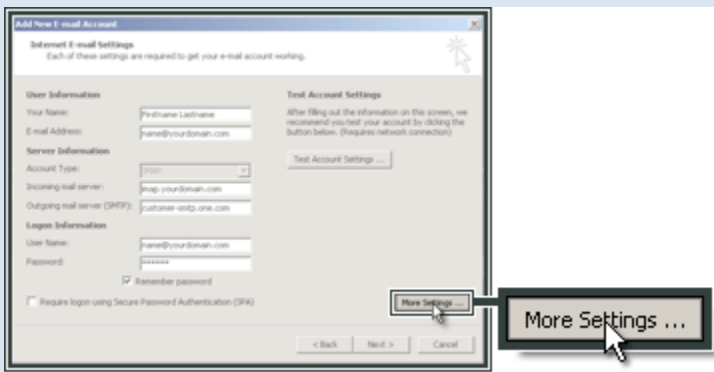 Add New E-mail Account
Internet E-mail Settings
Each of these settings are required to get your e-mail account working.
User Information
Your Name:
Firstname Lastname
E-mail Address:
name@yourdomain.com
Server Information
Account Type:
IMAP
Incoming mail server:
imap.yourdomain.com
Outgoing mail server (SMTP):
customer-smtp.one.com
Logon Information
User Name:
name@yourdomain.com
Password:
******
Remember password
Require logon using Secure Password Authentication (SPA)
Test Account Settings
After filling out the information on this screen, we
recommend you test your account by clicking the
button below. (Requires network connection)
Test Account Settings ...
More Settings ...
< Back
Next >
Cancel
More Settings ...